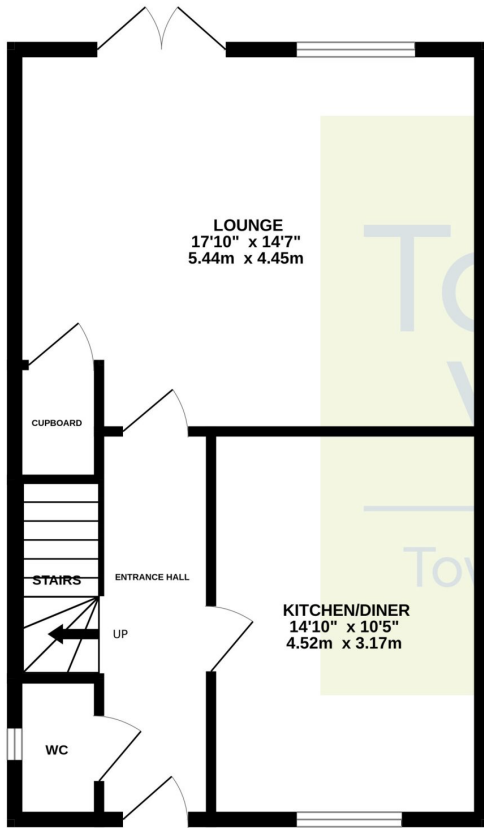 LOUNGE
17'10" x 14'7"
5.44m x 4.45m
CUPBOARD
STAIRS
ENTRANCE HALL
UP
KITCHEN/DINER
14'10" x 10'5"
4.52m x 3.17m
WC